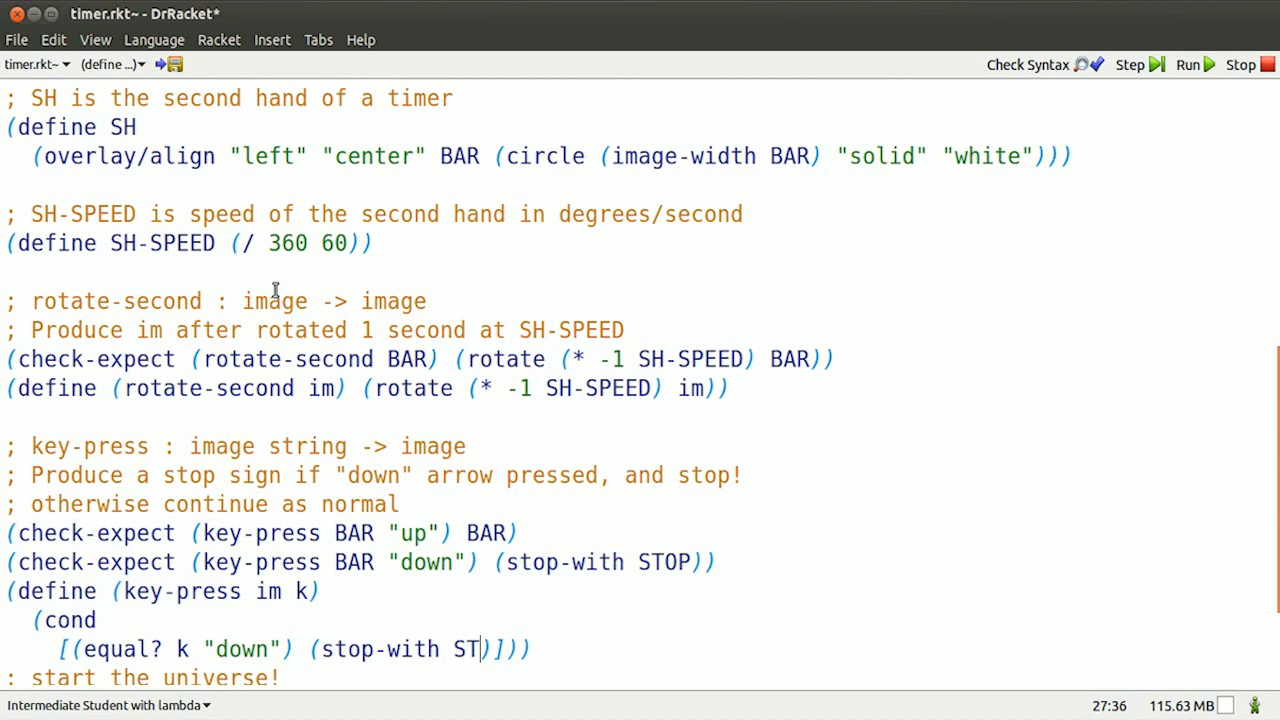 timer.rkt~ - DrRacket*
File Edit View Language Racket Insert Tabs Help
timer.rkt~ (define ...) Check Syntax Step Run Stop
; SH is the second hand of a timer
(define SH
  (overlay/align "left" "center" BAR (circle (image-width BAR) "solid" "white")))
; SH-SPEED is speed of the second hand in degrees/second
(define SH-SPEED (/ 360 60))
; rotate-second : image -> image
; Produce im after rotated 1 second at SH-SPEED
(check-expect (rotate-second BAR) (rotate (* -1 SH-SPEED) BAR))
(define (rotate-second im) (rotate (* -1 SH-SPEED) im))
; key-press : image string -> image
; Produce a stop sign if "down" arrow pressed, and stop!
; otherwise continue as normal
(check-expect (key-press BAR "up") BAR)
(check-expect (key-press BAR "down") (stop-with STOP))
(define (key-press im k)
  (cond
    [(equal? k "down") (stop-with ST)]))
; start the universe!
Intermediate Student with lambda 27:36 115.63 MB